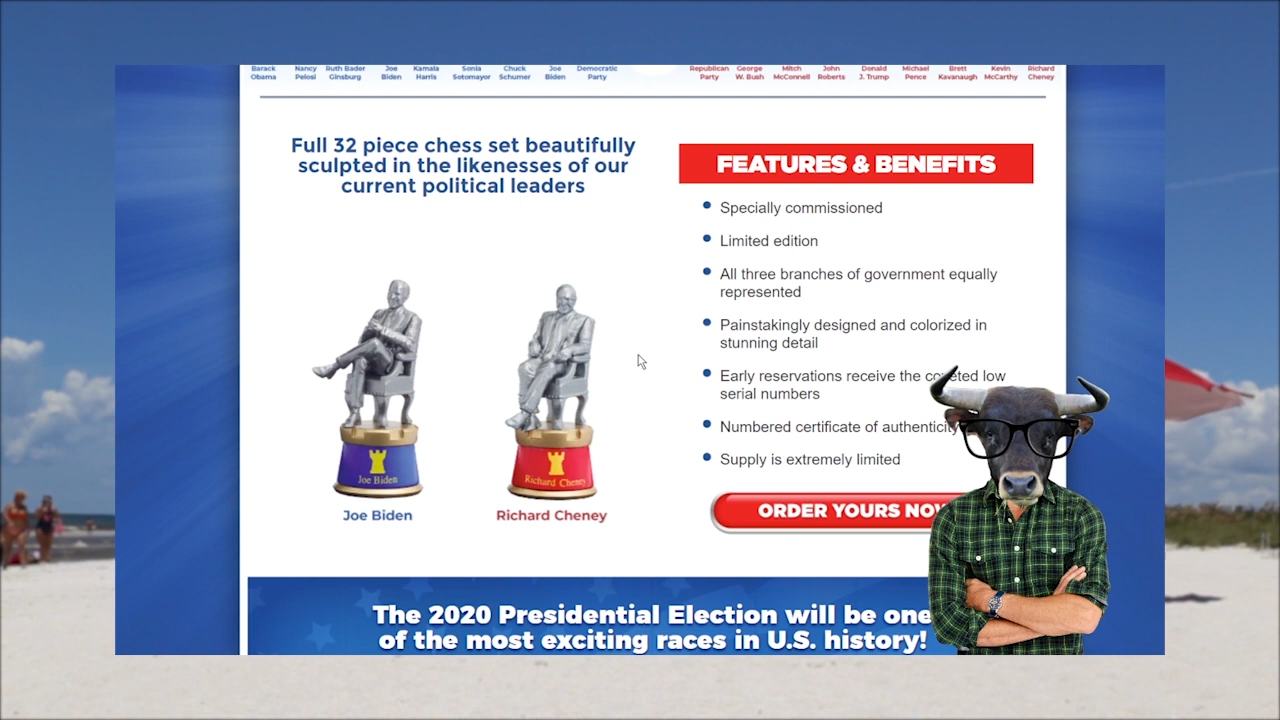 Barack Nancy Ruth Bader Joe Kamala Sonia Chuck Joe Democratic
Obama Pelosi Ginsburg Biden Harris Sotomayor Schumer Biden Party
Republican George Mitch John Donald Michael Brett Kevin Richard
Party W. Bush McConnell Roberts J. Trump Pence Kavanaugh McCarthy Cheney
Full 32 piece chess set beautifully
sculpted in the likenesses of our
current political leaders
Joe Biden
Richard Cheney
Joe Biden
Richard Cheney
FEATURES & BENEFITS
Specially commissioned
Limited edition
All three branches of government equally
represented
Painstakingly designed and colorized in
stunning detail
Early reservations receive the coveted low
serial numbers
Numbered certificate of authenticity
Supply is extremely limited
ORDER YOURS NOW
The 2020 Presidential Election will be one
of the most exciting races in U.S. history!